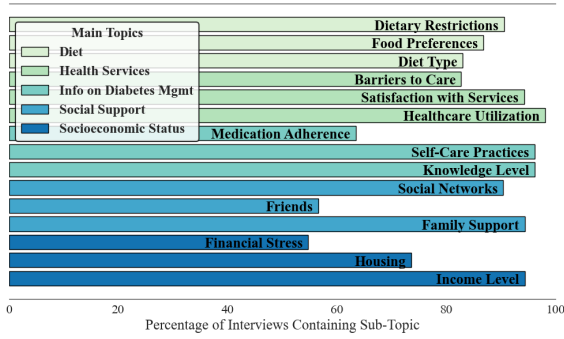 Main Topics
Diet
Health Services
Info on Diabetes Mgmt
Social Support
Socioeconomic Status
Dietary Restrictions
Food Preferences
Diet Type
Barriers to Care
Satisfaction with Services
Healthcare Utilization
Medication Adherence
Self-Care Practices
Knowledge Level
Social Networks
Friends
Family Support
Financial Stress
Housing
Income Level
0 20 40 60 80 100
Percentage of Interviews Containing Sub-Topic